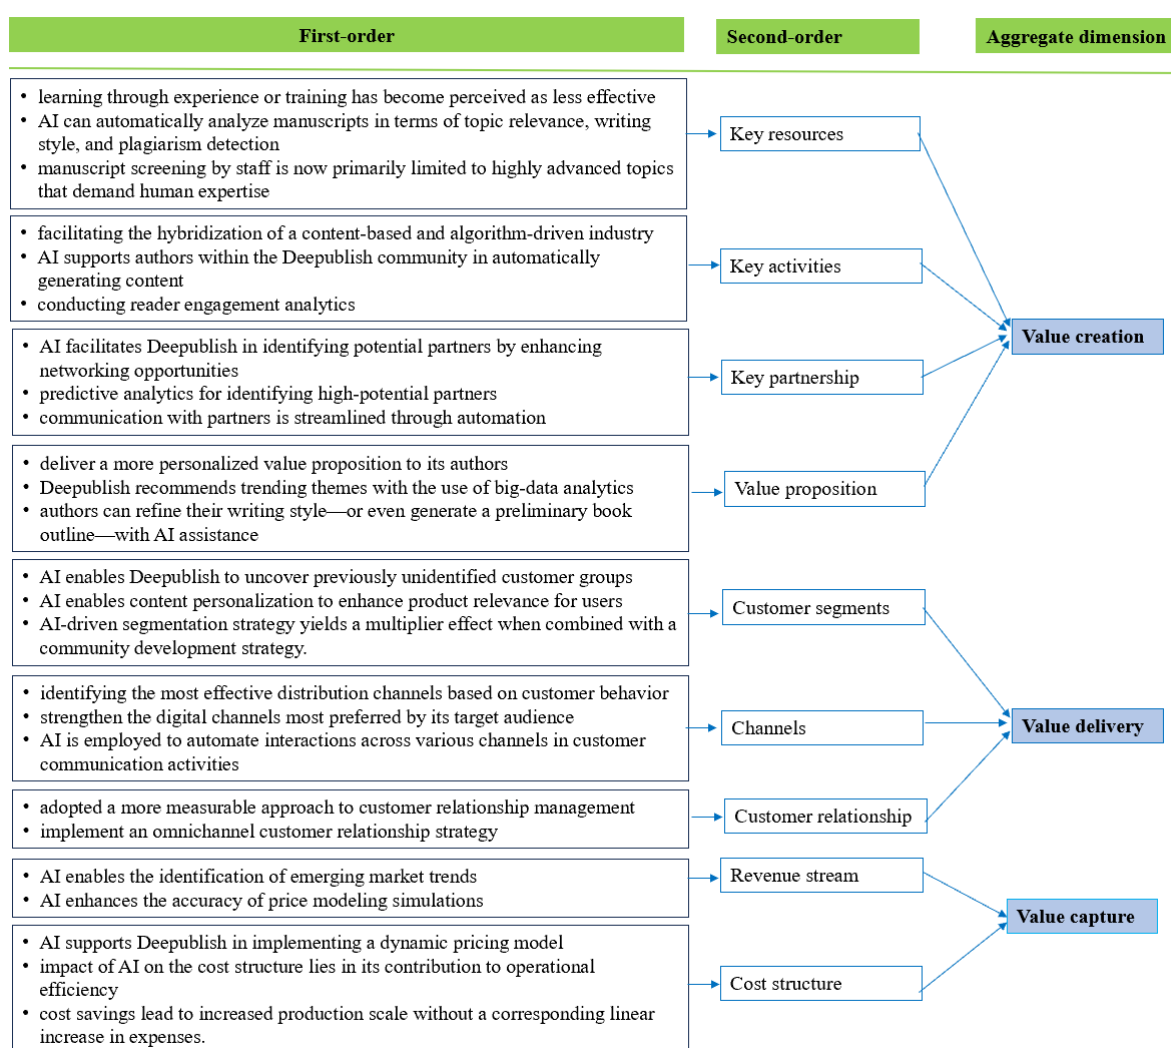 First-order
Second-order
Aggregate dimension
• learning through experience or training has become perceived as less effective
• AI can automatically analyze manuscripts in terms of topic relevance, writing
style, and plagiarism detection
• manuscript screening by staff is now primarily limited to highly advanced topics
that demand human expertise
Key resources
• facilitating the hybridization of a content-based and algorithm-driven industry
• AI supports authors within the Deepublish community in automatically
generating content
• conducting reader engagement analytics
Key activities
• AI facilitates Deepublish in identifying potential partners by enhancing
networking opportunities
• predictive analytics for identifying high-potential partners
• communication with partners is streamlined through automation
Key partnership
• deliver a more personalized value proposition to its authors
• Deepublish recommends trending themes with the use of big-data analytics
• authors can refine their writing style—or even generate a preliminary book
outline—with AI assistance
Value proposition
Value creation
• AI enables Deepublish to uncover previously unidentified customer groups
• AI enables content personalization to enhance product relevance for users
• AI-driven segmentation strategy yields a multiplier effect when combined with a
community development strategy.
Customer segments
• identifying the most effective distribution channels based on customer behavior
• strengthen the digital channels most preferred by its target audience
• AI is employed to automate interactions across various channels in customer
communication activities
Channels
• adopted a more measurable approach to customer relationship management
• implement an omnichannel customer relationship strategy
Customer relationship
Value delivery
• AI enables the identification of emerging market trends
• AI enhances the accuracy of price modeling simulations
Revenue stream
• AI supports Deepublish in implementing a dynamic pricing model
• impact of AI on the cost structure lies in its contribution to operational
efficiency
• cost savings lead to increased production scale without a corresponding linear
increase in expenses.
Cost structure
Value capture